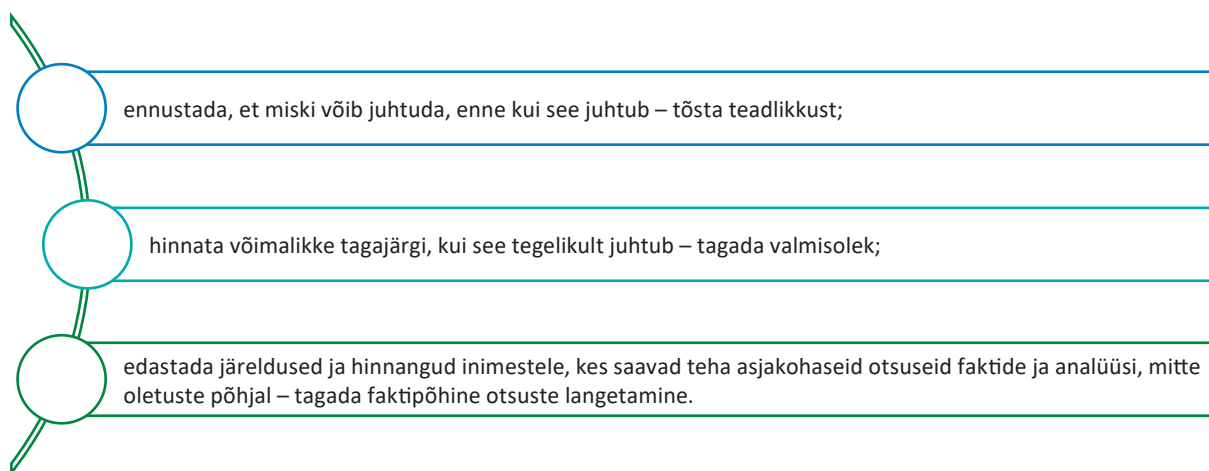 ennustada, et miski võib juhtuda, enne kui see juhtub – tõsta teadlikkust;
hinnata võimalikke tagajärgi, kui see tegelikult juhtub – tagada valmisolek;
edastada järeldused ja hinnangud inimestele, kes saavad teha asjakohaseid otsuseid faktide ja analüüsi, mitte
oletuste põhjal – tagada faktipõhine otsuste langetamine.